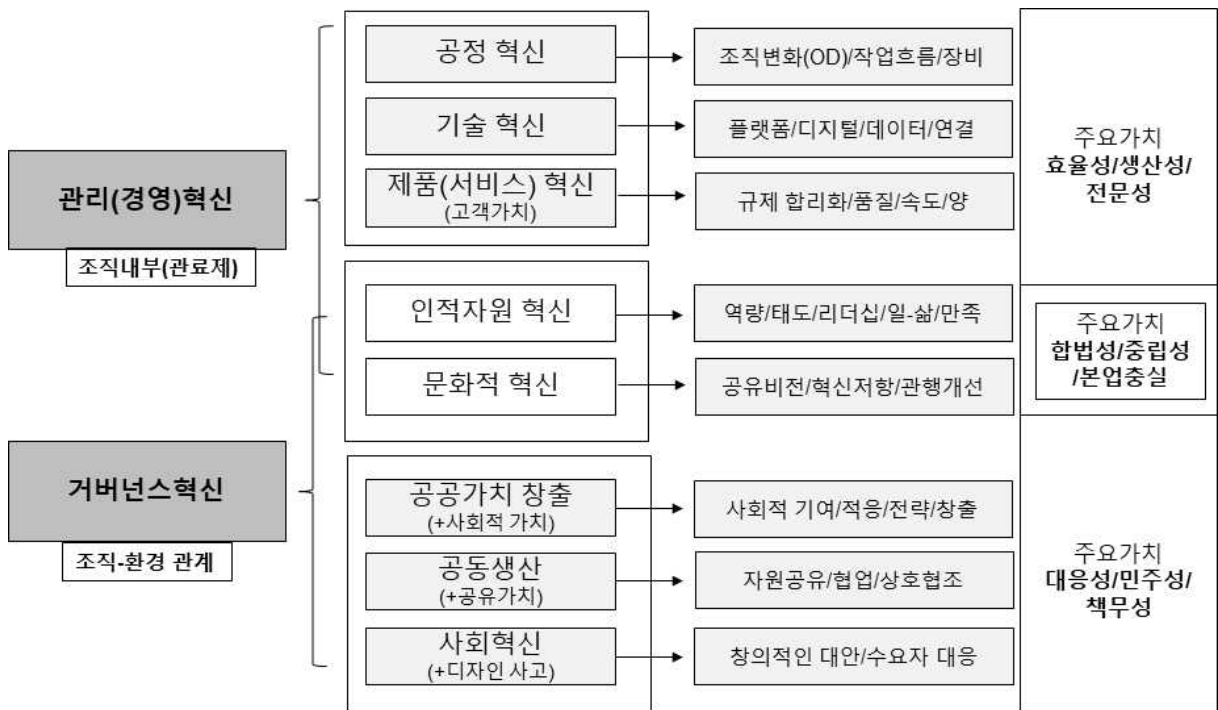 관리(경영)혁신
조직내부(관료제)
거버넌스혁신
조직-환경 관계
공정 혁신
조직변화(OD)/작업흐름/장비
기술 혁신
플랫폼/디지털/데이터/연결
제품(서비스) 혁신
(고객가치)
규제 합리화/품질/속도/양
주요가치
효율성/생산성/
전문성
인적자원 혁신
역량/태도/리더십/일-삶/만족
문화적 혁신
공유비전/혁신저항/관행개선
주요가치
합법성/중립성
/본업충실
공공가치 창출
(+사회적 가치)
사회적 기여/적응/전략/창출
공동생산
(+공유가치)
자원공유/협업/상호협조
사회혁신
(+디자인 사고)
창의적인 대안/수요자 대응
주요가치
대응성/민주성/
책무성